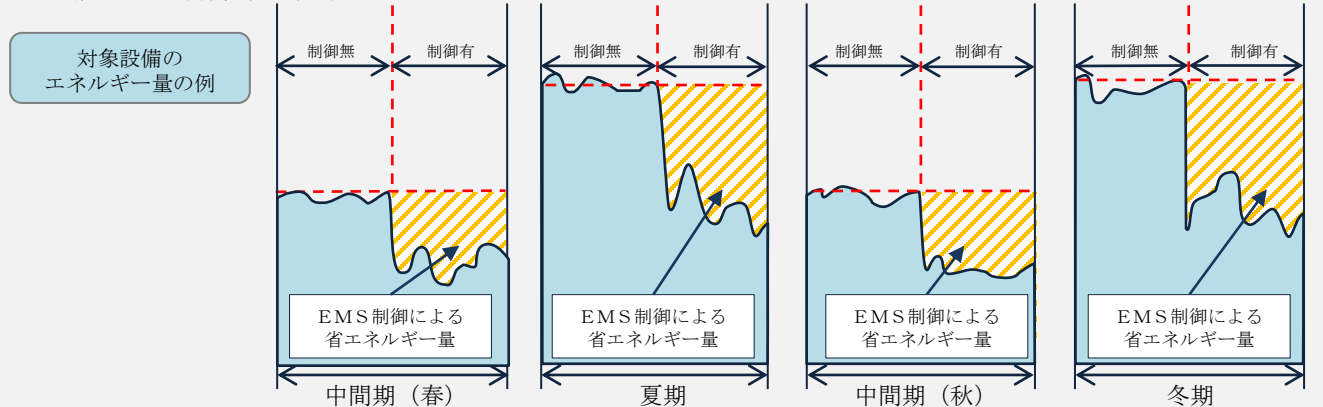 対象設備の
エネルギー量の例
制御無
制御有
ＥＭＳ制御による
省エネルギー量
中間期（春）
制御無
制御有
ＥＭＳ制御による
省エネルギー量
夏期
制御無
制御有
ＥＭＳ制御による
省エネルギー量
中間期（秋）
制御無
制御有
ＥＭＳ制御による
省エネルギー量
冬期